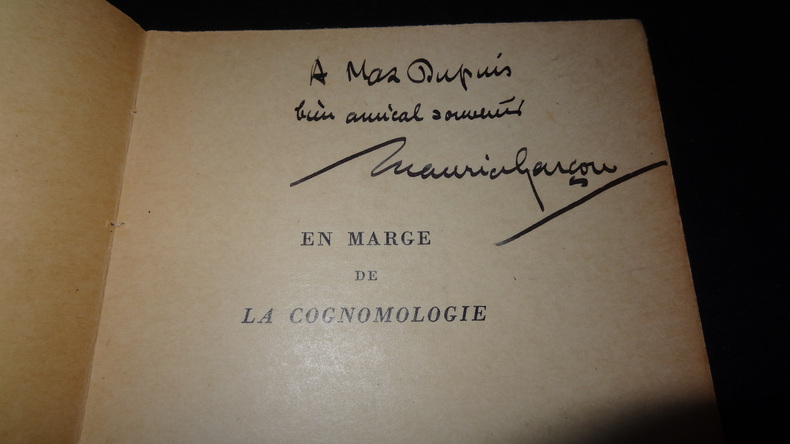 A Max Dupuis
bien amical souvenir
Maurice Garçon
EN MARGE
DE
LA COGNOMOLOGIE